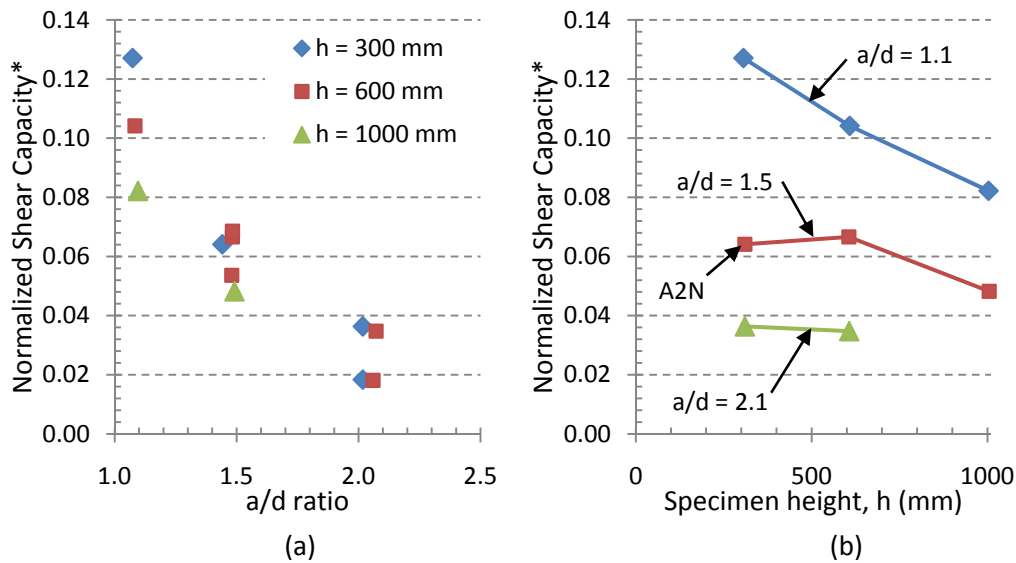 Normalized Shear Capacity*
0.14
0.12
0.10
0.08
0.06
0.04
0.02
0.00
h = 300 mm
h = 600 mm
h = 1000 mm
1.0 1.5 2.0 2.5
a/d ratio
(a)
Normalized Shear Capacity*
0.14
0.12
0.10
0.08
0.06
0.04
0.02
0.00
a/d = 1.1
a/d = 1.5
A2N
a/d = 2.1
0 500 1000
Specimen height, h (mm)
(b)